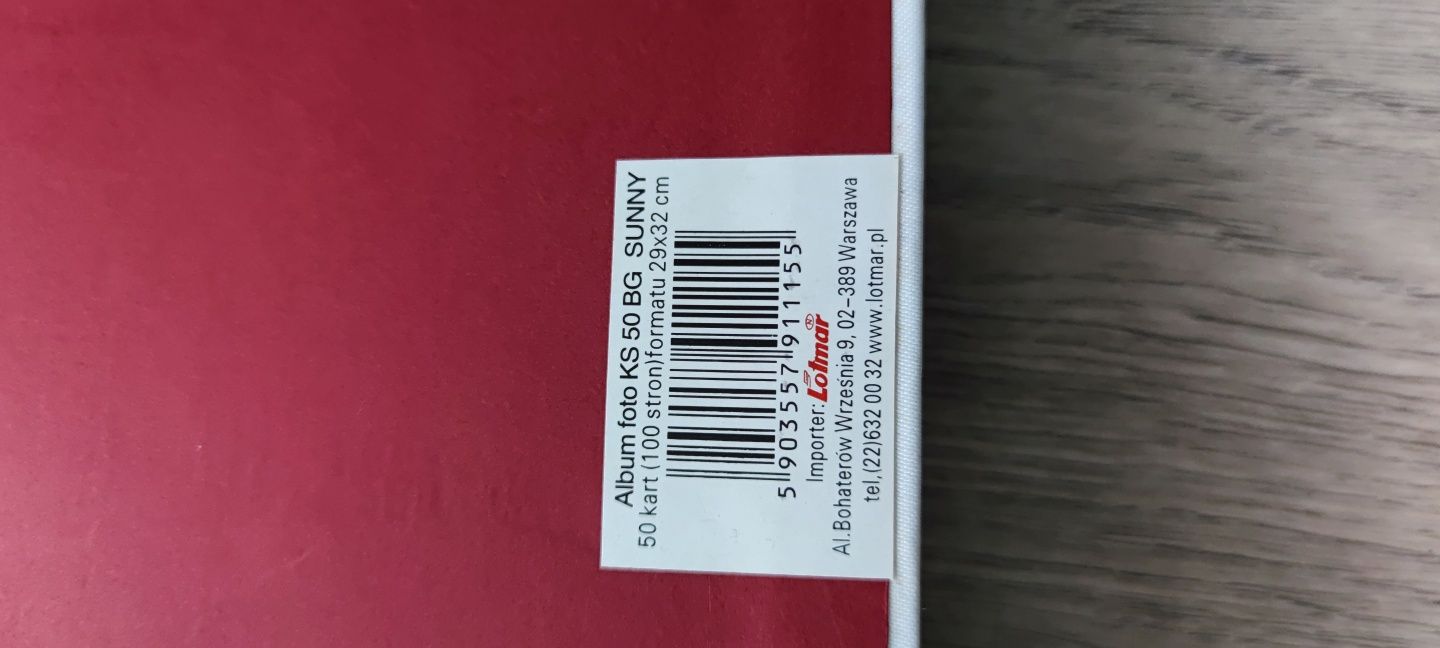 Album foto KS 50 BG SUNNY
50 kart (100 stron)formatu 29x32 cm
5 903557 911155
Importer: Lotmar
Al.Bohaterów Września 9, 02-389 Warszawa
tel,(22)632 00 32 www.lotmar.pl